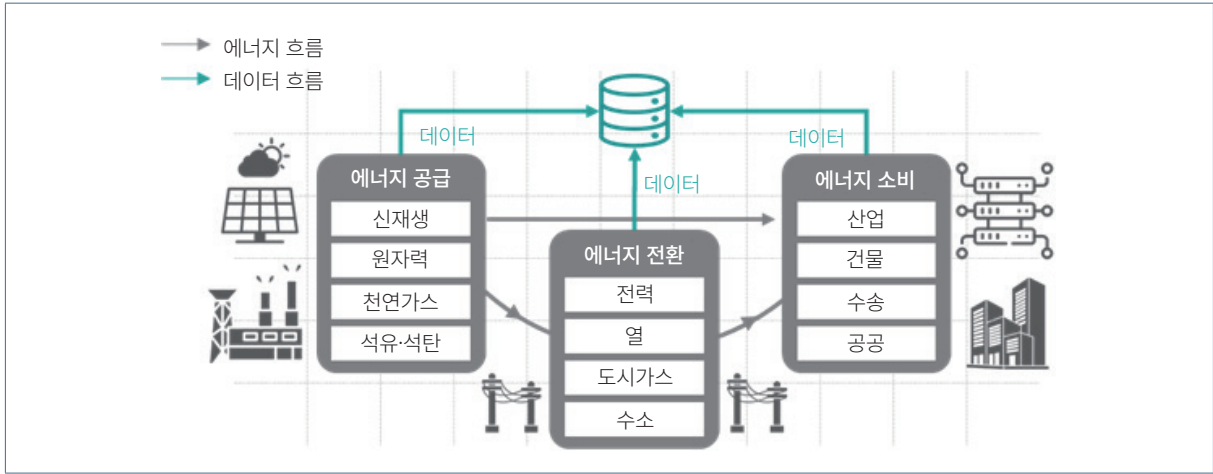 에너지 흐름
데이터 흐름
데이터
데이터
데이터
에너지 공급
신재생
원자력
천연가스
석유·석탄
에너지 전환
전력
열
도시가스
수소
에너지 소비
산업
건물
수송
공공